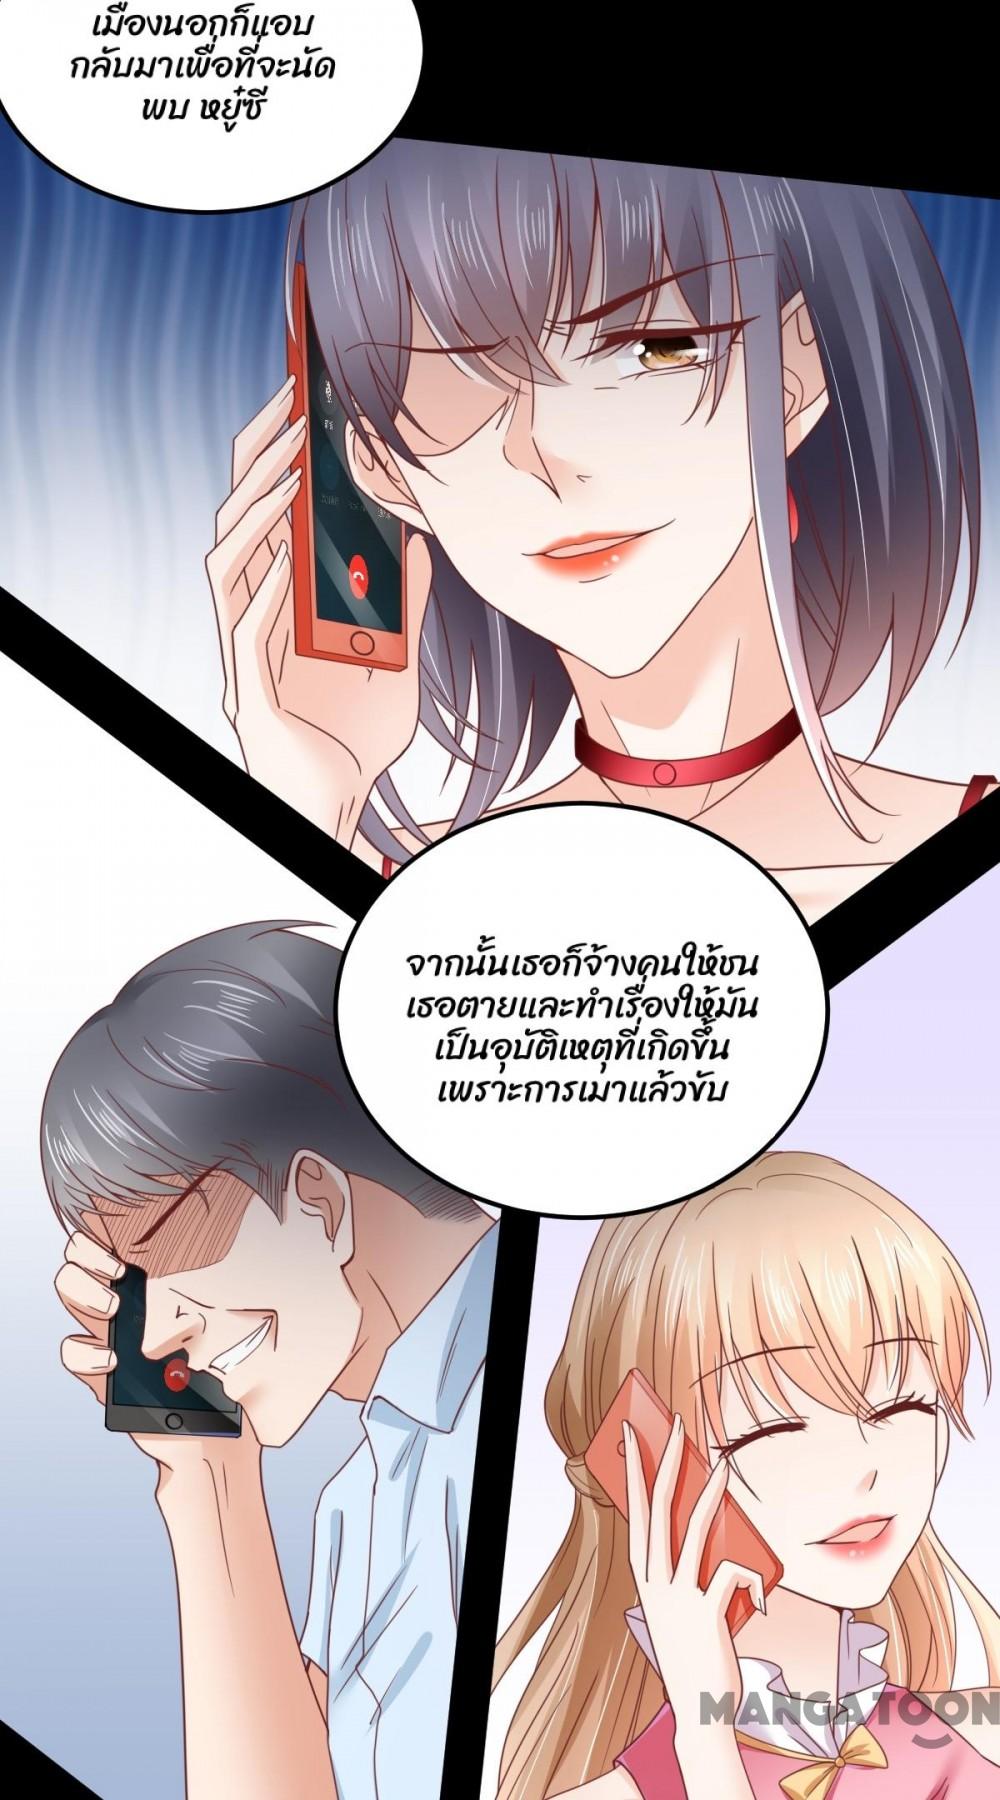 เมืองนอกก็แอบ
กลับมาเพื่อที่จะนัด
พบ หยู๋ซี
จากนั้นเธอก็จ้างคนให้ชน
เธอตายและทำเรื่องให้มัน
เป็นอุบัติเหตุที่เกิดขึ้น
เพราะการเมาแล้วขับ
MANGATOON